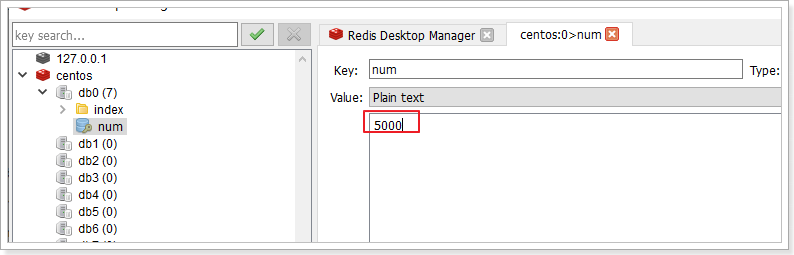 key search...
127.0.0.1
centos
db0 (7)
index
num
db1 (0)
db2 (0)
db3 (0)
db4 (0)
db5 (0)
db6 (0)
Redis Desktop Manager
centos:0>num
Key:
num
Type:
Value:
Plain text
5000